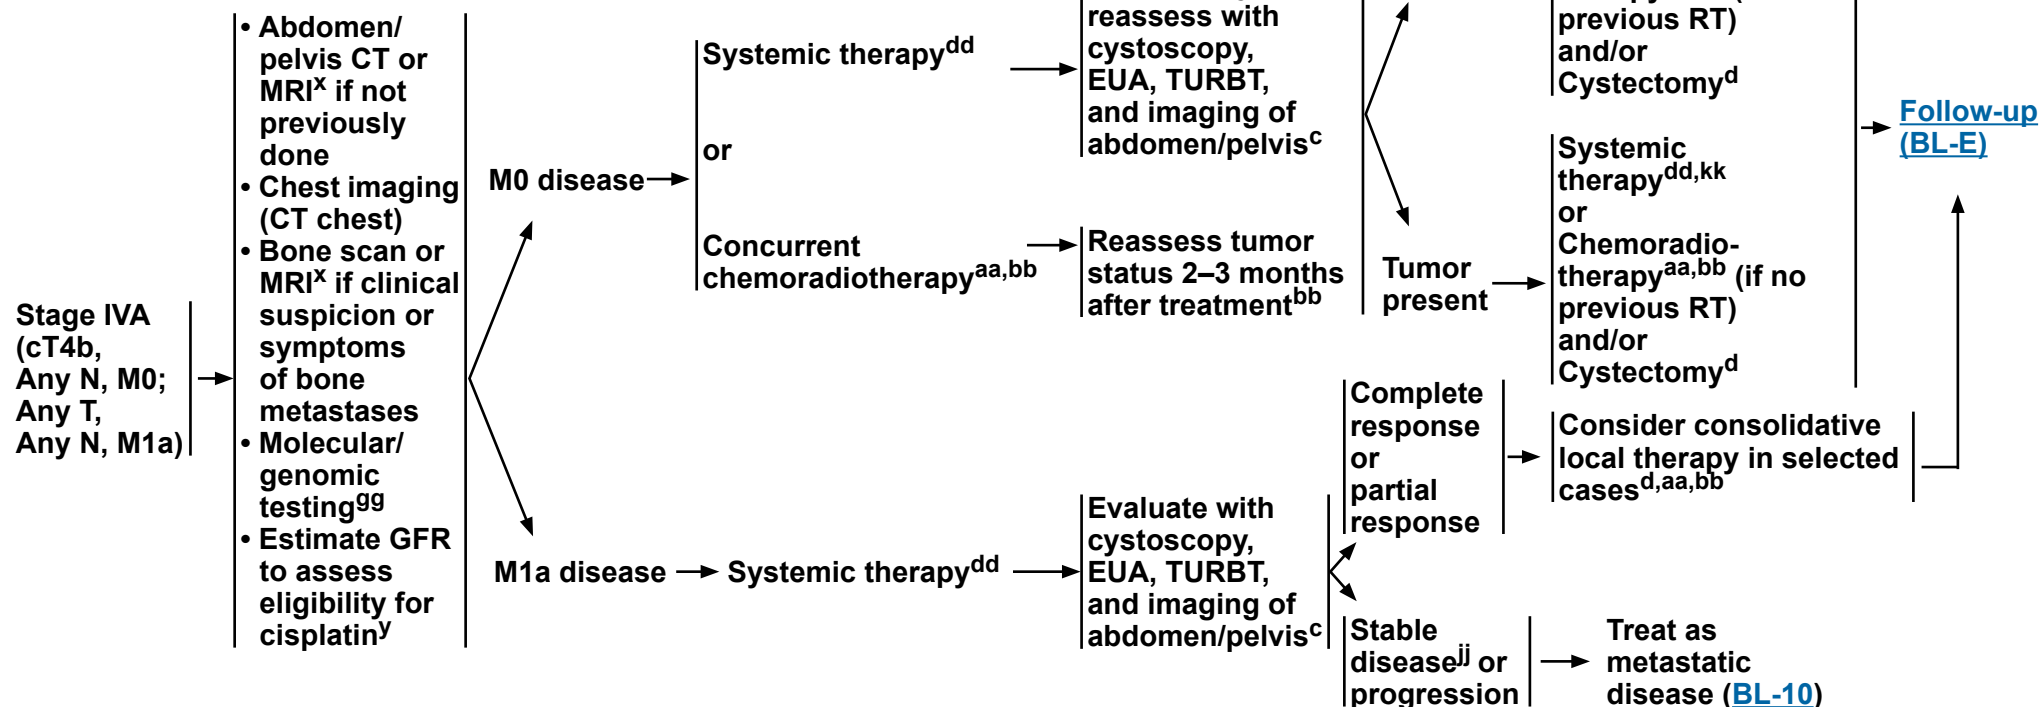 Stage IVA
(cT4b,
Any N, M0;
Any T,
Any N, M1a)
• Abdomen/
pelvis CT or
MRIx if not
previously
done
• Chest imaging
(CT chest)
• Bone scan or
MRIx if clinical
suspicion or
symptoms
of bone
metastases
• Molecular/
genomic
testinggg
• Estimate GFR
to assess
eligibility for
cisplatiny
M0 disease
Systemic therapydd
or
Concurrent
chemoradiotherapyaa,bb
reassess with
cystoscopy,
EUA, TURBT,
and imaging of
abdomen/pelvisc
Reassess tumor
status 2–3 months
after treatmentbb
previous RT)
and/or
Cystectomyd
Tumor
present
Systemic
therapydd,kk
or
Chemoradio-
therapyaa,bb (if no
previous RT)
and/or
Cystectomyd
Follow-up
(BL-E)
M1a disease
Systemic therapydd
Evaluate with
cystoscopy,
EUA, TURBT,
and imaging of
abdomen/pelvisc
Complete
response
or
partial
response
Consider consolidative
local therapy in selected
casesd,aa,bb
Stable
diseasejj or
progression
Treat as
metastatic
disease (BL-10)